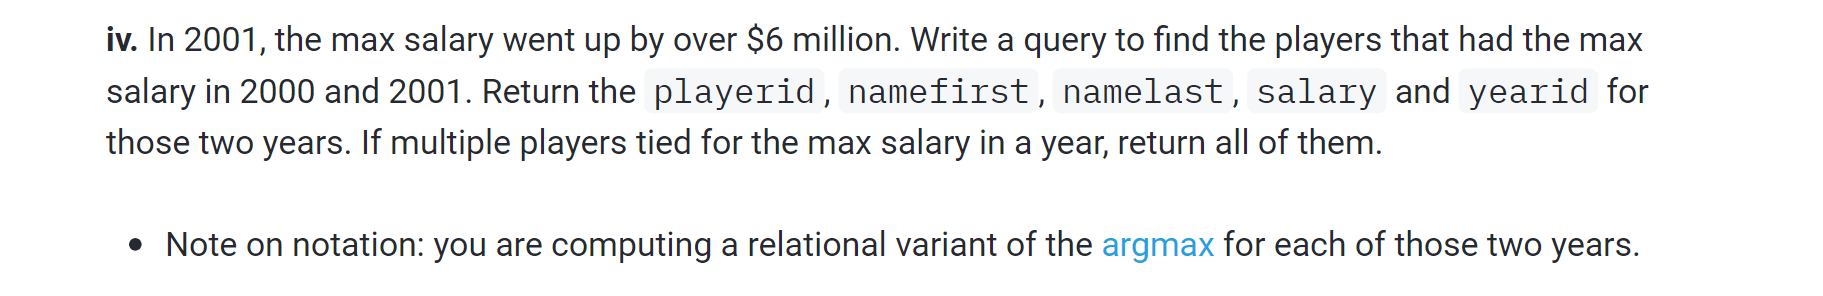 iv. In 2001, the max salary went up by over $6 million. Write a query to find the players that had the max
salary in 2000 and 2001. Return the playerid, namefirst, namelast, salary and yearid for
those two years. If multiple players tied for the max salary in a year, return all of them.
• Note on notation: you are computing a relational variant of the argmax for each of those two years.